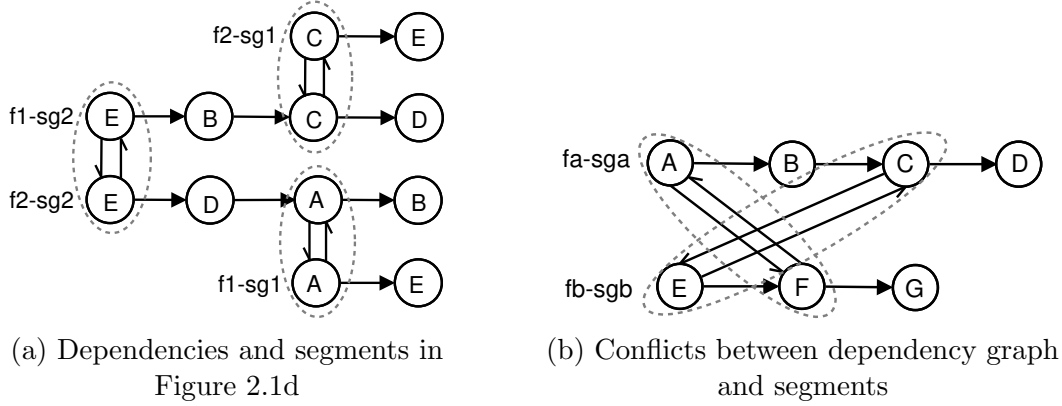 f2-sg1 C E
f1-sg2 E B C D
f2-sg2 E D A B
f1-sg1 A E
(a) Dependencies and segments in
Figure 2.1d
fa-sga A B C D
fb-sgb E F G
(b) Conflicts between dependency graph
and segments